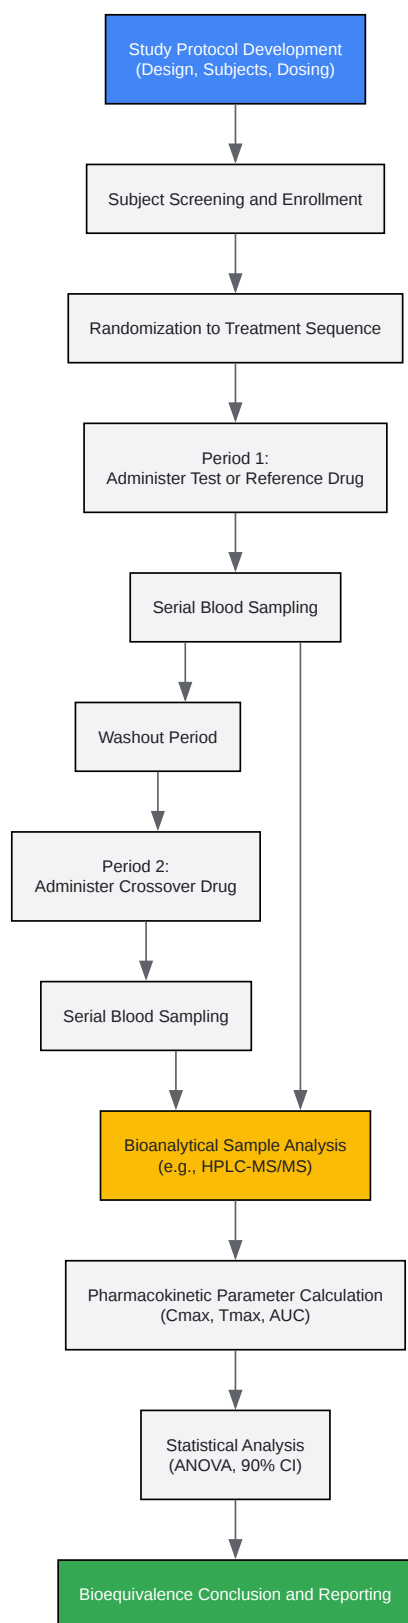 Study Protocol Development
(Design, Subjects, Dosing)
Subject Screening and Enrollment
Randomization to Treatment Sequence
Period 1:
Administer Test or Reference Drug
Serial Blood Sampling
Washout Period
Period 2:
Administer Crossover Drug
Serial Blood Sampling
Bioanalytical Sample Analysis
(e.g., HPLC-MS/MS)
Pharmacokinetic Parameter Calculation
(Cmax, Tmax, AUC)
Statistical Analysis
(ANOVA, 90% CI)
Bioequivalence Conclusion and Reporting